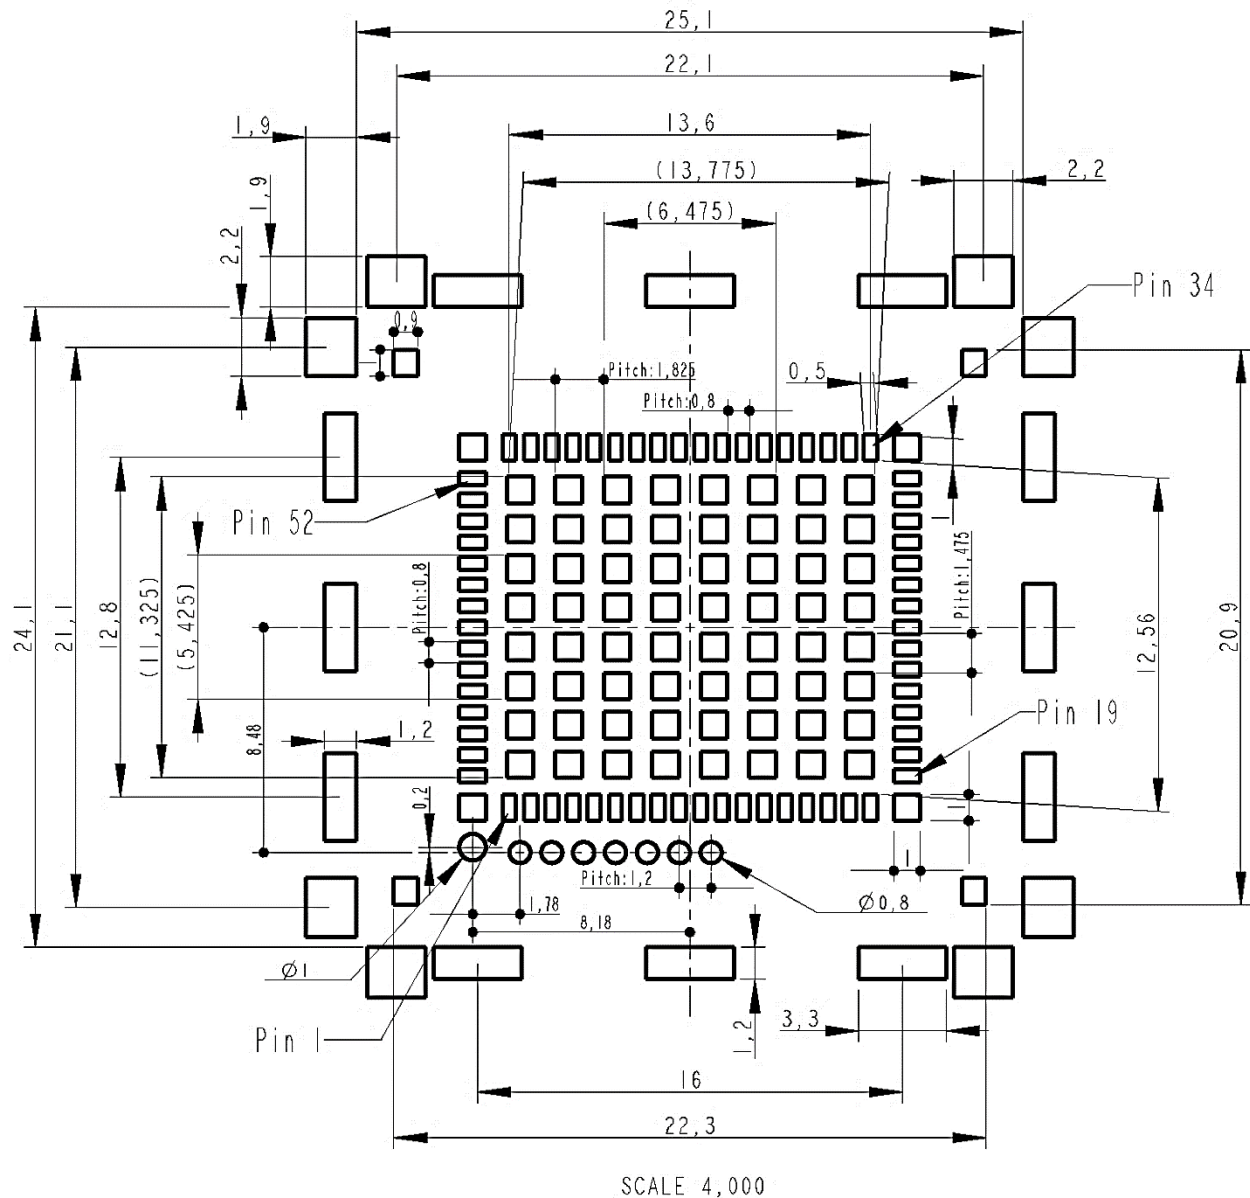 25,1
22,1
1,9
13,6
(13,775)
2,2
1,9
(6,475)
2,2
Pin 34
0,9
1
Pitch:1,825
0,5
Pitch:0,8
Pin 52
1
Pitch:1,475
Pitch:0,8
24,1
21,1
12,8
(11,325)
(5,425)
12,56
20,9
8,48
1,2
Pin 19
0,2
1
Pitch:1,2
1
1,78
Ø0,8
8,18
Ø1
1,2
3,3
Pin 1
16
22,3
SCALE 4,000